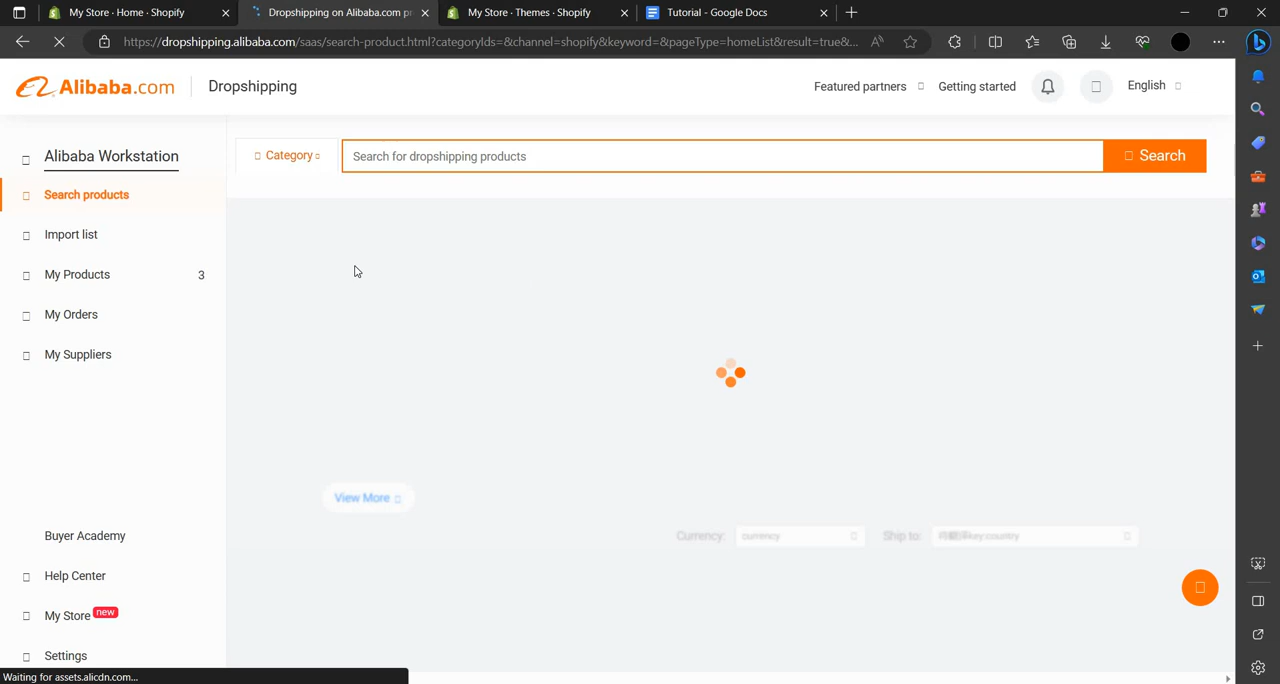 My Store · Home · Shopify
Dropshipping on Alibaba.com pr
My Store · Themes · Shopify
Tutorial - Google Docs
https://dropshipping.alibaba.com/saas/search-product.html?categoryIds=&channel=shopify&keyword=&pageType=homeList&result=true&...
Alibaba.com
Dropshipping
Featured partners
Getting started
English
Alibaba Workstation
Category
Search for dropshipping products
Search
Search products
Import list
My Products 3
My Orders
My Suppliers
View More
Currency: currency
Ship to:
Buyer Academy
Help Center
My Store new
Settings
Waiting for assets.alicdn.com...